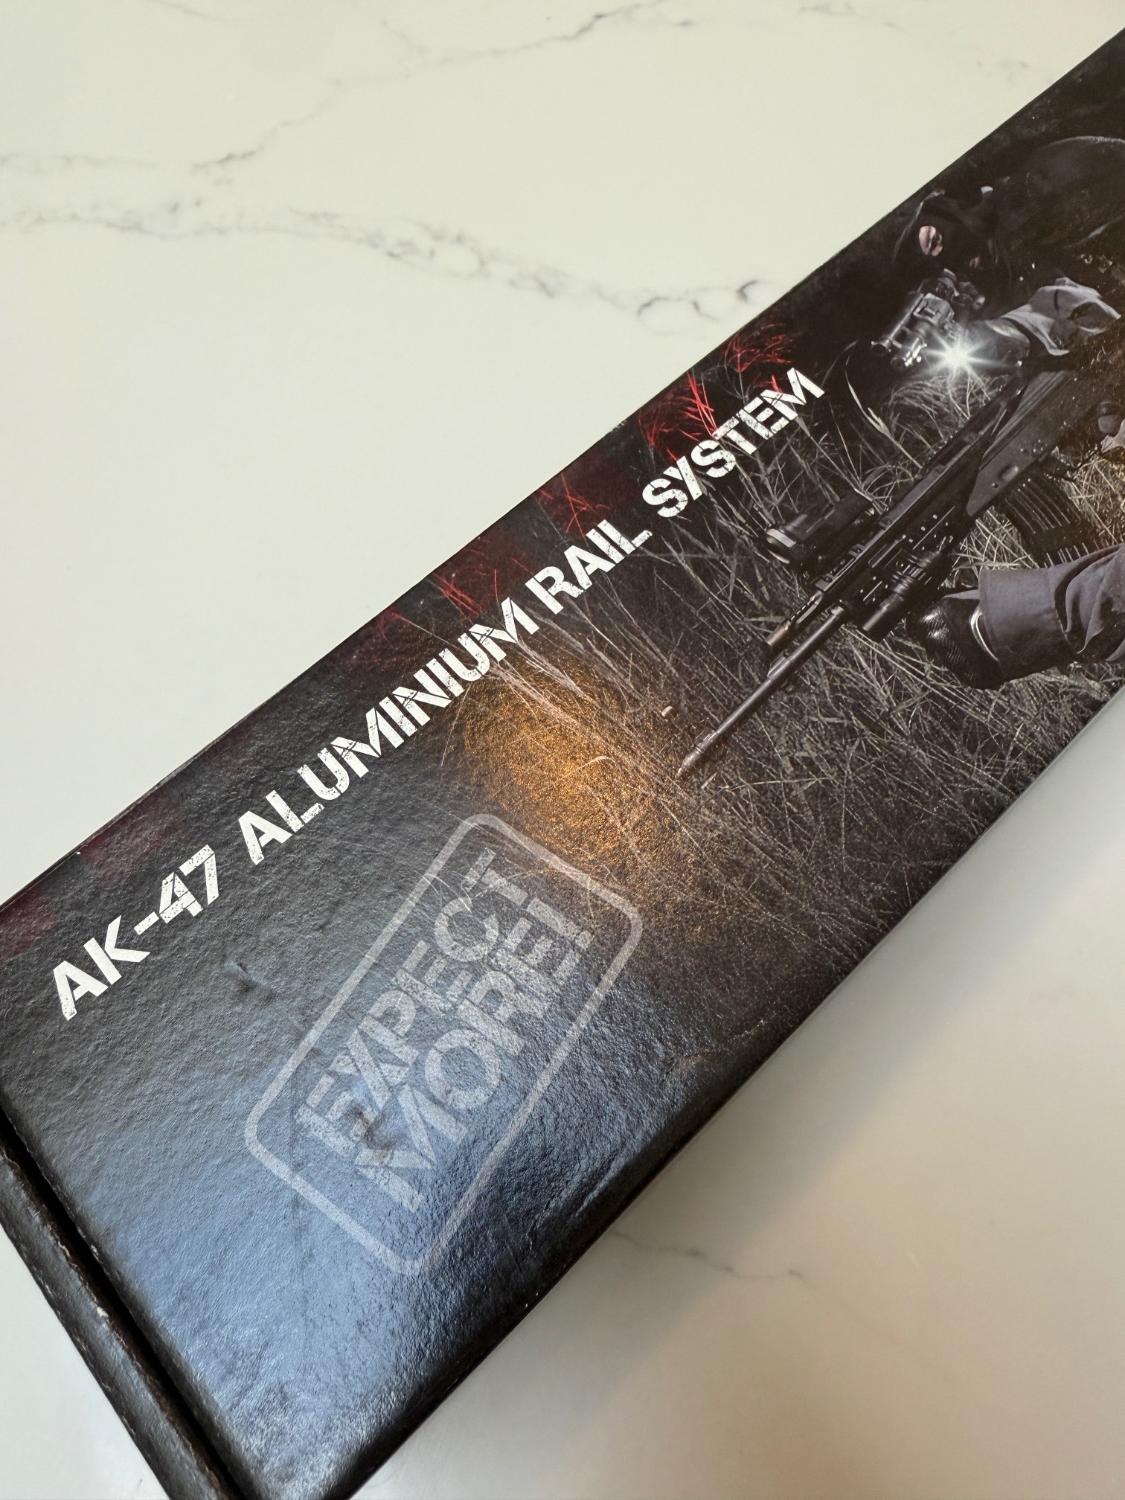 AK-47 ALUMINIUM RAIL SYSTEM
EXPECT
MORE!